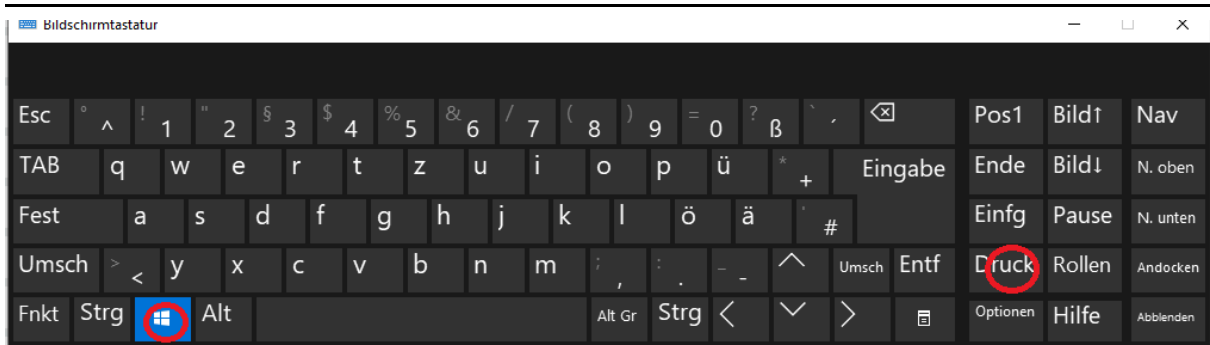 Bildschirmtastatur
Esc ° ^ ! 1 " 2 § 3 $ 4 % 5 & 6 / 7 ( 8 ) 9 = 0 ? ß ` ´ Pos1 Bild↑ Nav
TAB q w e r t z u i o p ü * + Eingabe Ende Bild↓ N. oben
Fest a s d f g h j k l ö ä ' # Einfg Pause N. unten
Umsch > < y x c v b n m ; , : . _ - Umsch Entf Druck Rollen Andocken
Fnkt Strg Alt Alt Gr Strg Optionen Hilfe Abblenden